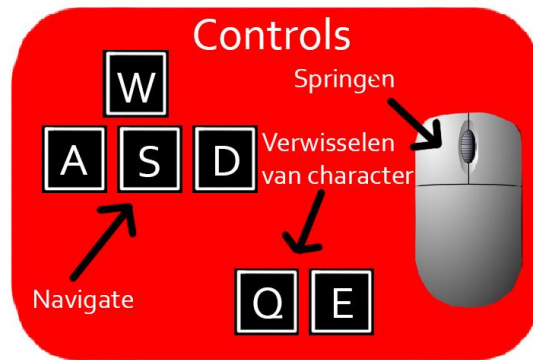 Controls
W
Springen
A S D
Verwisselen
van character
Navigate
Q E